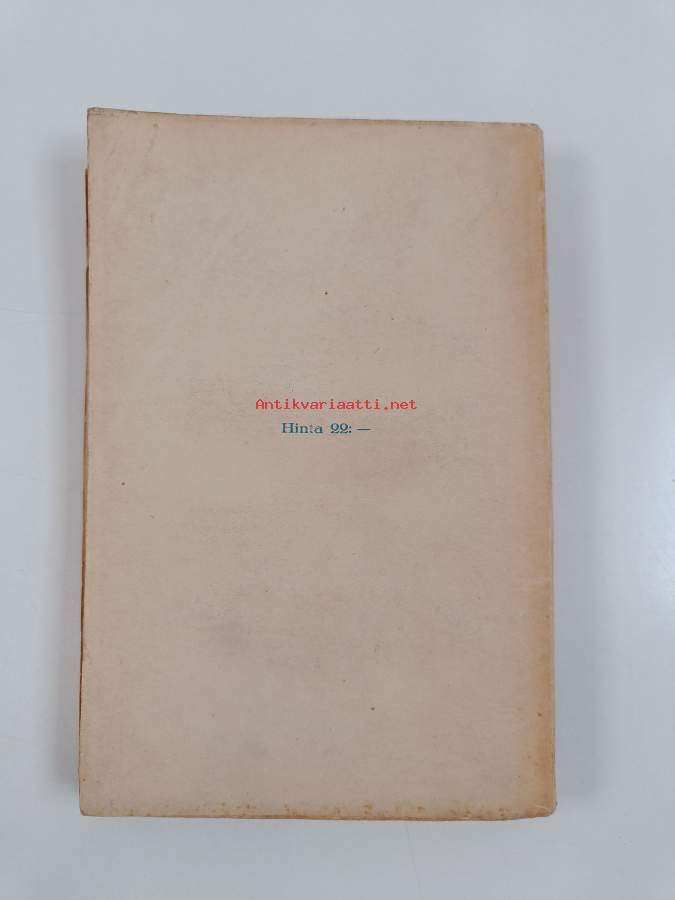 Antikvariaatti.net
Hinta 22: —